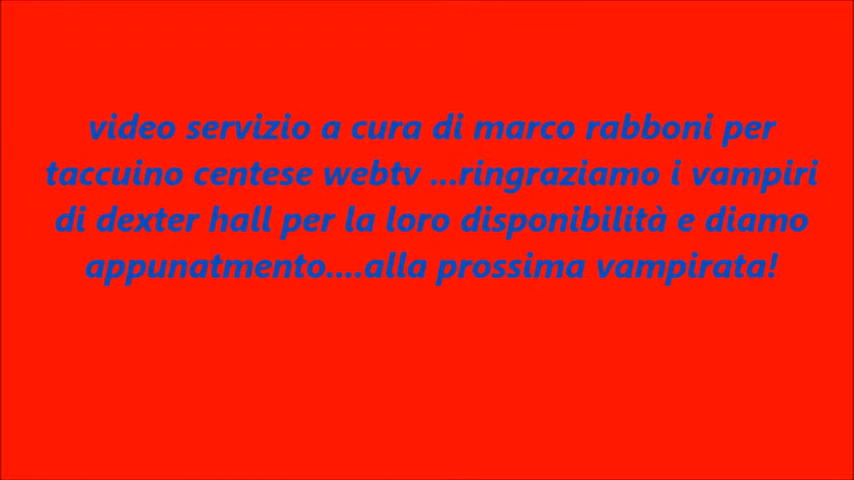 video servizio a cura di marco rabboni per
taccuino centese webtv ...ringraziamo i vampiri
di dexter hall per la loro disponibilità e diamo
appunatmento....alla prossima vampirata!